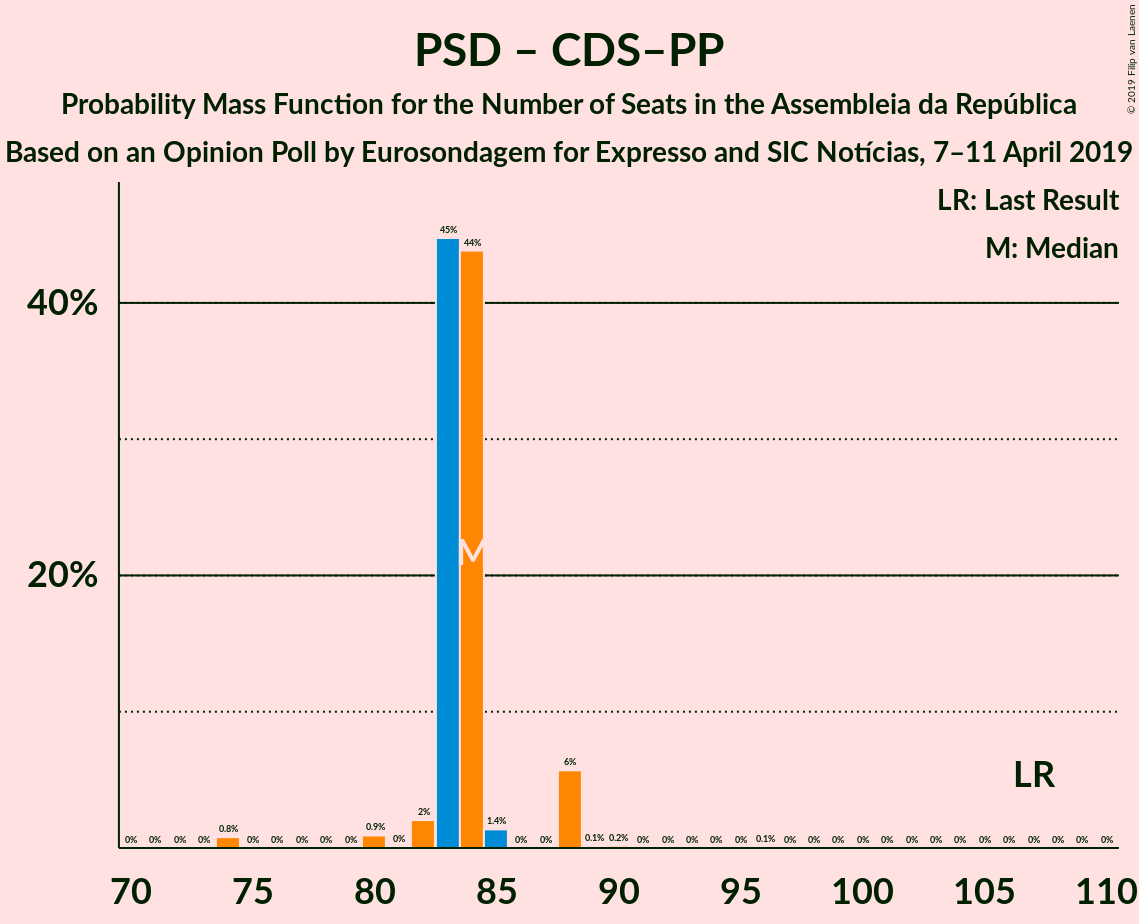 PSD – CDS–PP
Probability Mass Function for the Number of Seats in the Assembleia da República
Based on an Opinion Poll by Eurosondagem for Expresso and SIC Notícias, 7–11 April 2019
© 2019 Filip van Laenen
LR: Last Result
M: Median
45%
44%
40%
M
20%
LR
0% 0% 0% 0% 0.8% 0% 0% 0% 0% 0% 0.9% 0% 2% 1.4% 0% 0% 6% 0.1% 0.2% 0% 0% 0% 0% 0% 0.1% 0% 0% 0% 0% 0% 0% 0% 0% 0% 0% 0% 0% 0% 0%
70 75 80 85 90 95 100 105 110